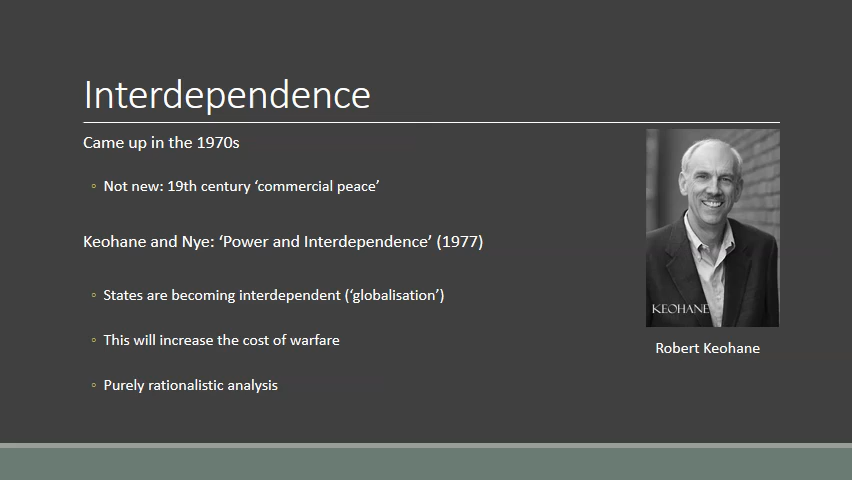 Interdependence
Came up in the 1970s
◦ Not new: 19th century ‘commercial peace’
Keohane and Nye: ‘Power and Interdependence’ (1977)
◦ States are becoming interdependent (‘globalisation’)
◦ This will increase the cost of warfare
◦ Purely rationalistic analysis
KEOHANE
Robert Keohane